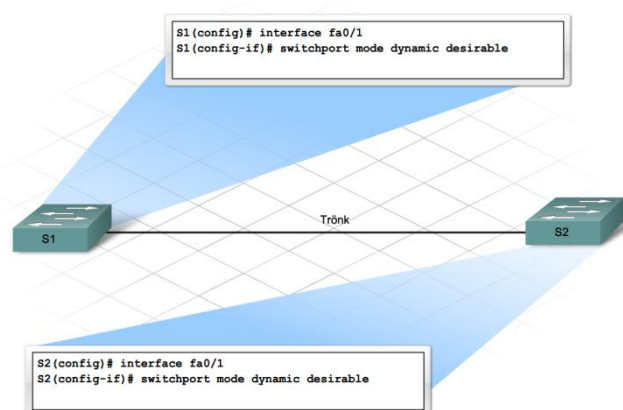 S1(config)# interface fa0/1
S1(config-if)# switchport mode dynamic desirable
Trönk
S1
S2
S2(config)# interface fa0/1
S2(config-if)# switchport mode dynamic desirable